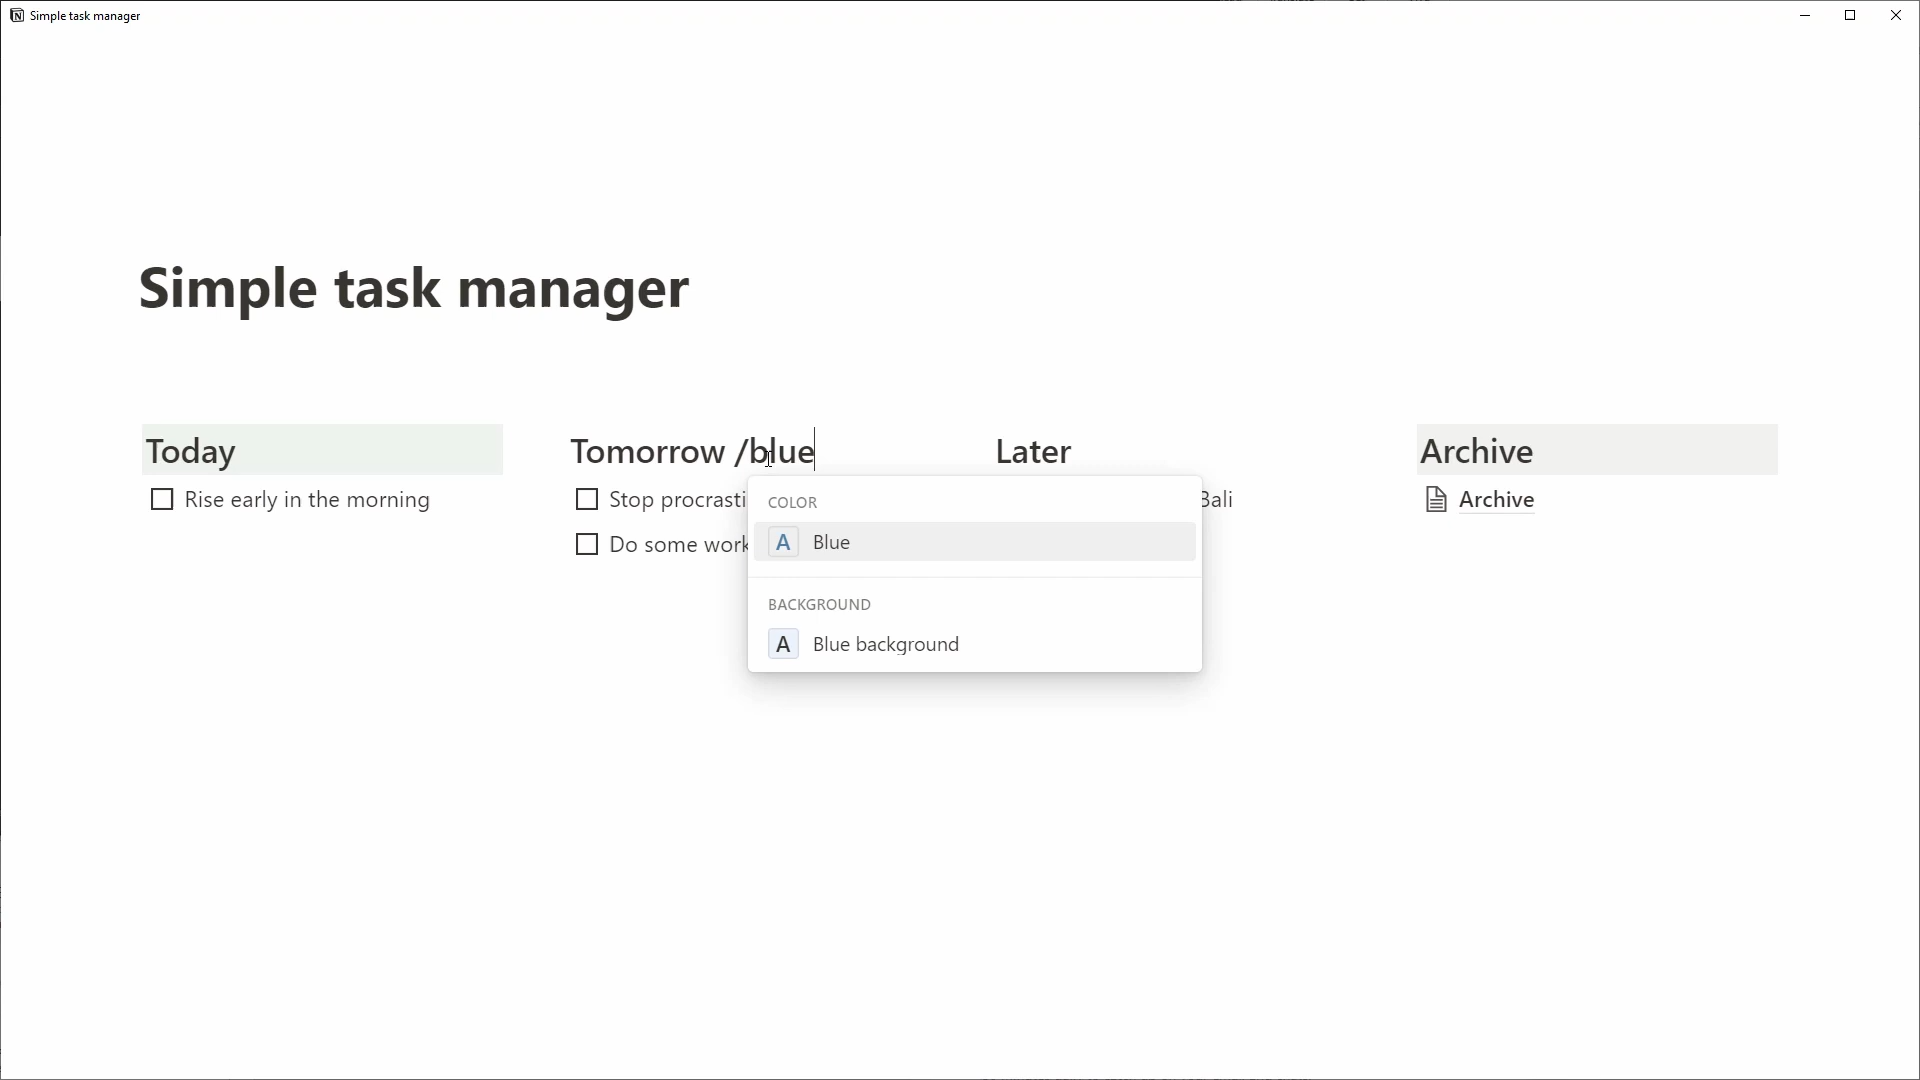 Simple task manager
Simple task manager
Today
Rise early in the morning
Tomorrow /blue
Stop procrasti
Do some work
Later
Bali
Archive
Archive
COLOR
A Blue
BACKGROUND
A Blue background